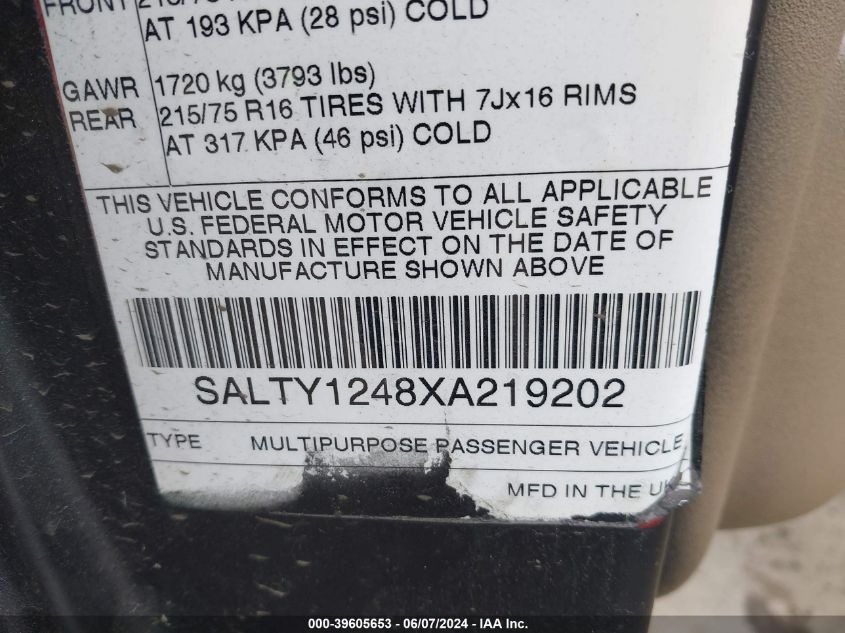 FRONT
AT 193 KPA (28 psi) COLD
GAWR 1720 kg (3793 lbs)
REAR 215/75 R16 TIRES WITH 7Jx16 RIMS
AT 317 KPA (46 psi) COLD
THIS VEHICLE CONFORMS TO ALL APPLICABLE
U.S. FEDERAL MOTOR VEHICLE SAFETY
STANDARDS IN EFFECT ON THE DATE OF
MANUFACTURE SHOWN ABOVE
SALTY1248XA219202
TYPE MULTIPURPOSE PASSENGER VEHICLE
MFD IN THE UK
000-39605653 - 06/07/2024 - IAA Inc.